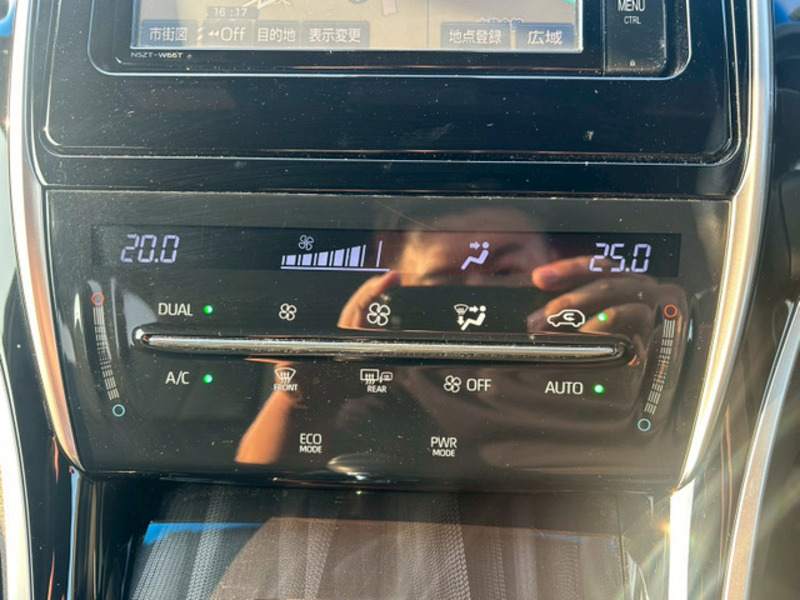 MENU
CTRL
16:17
市街図 ◂◂Off 目的地 表示変更 地点登録 広域
NSZT-W66T
20.0 25.0
DUAL
A/C FRONT REAR OFF AUTO
ECO MODE PWR MODE